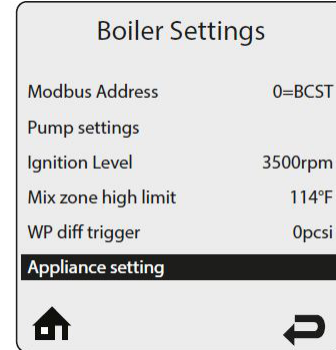 Boiler Settings
Modbus Address 0=BCST
Pump settings
Ignition Level 3500rpm
Mix zone high limit 114°F
WP diff trigger 0pcsi
Appliance setting